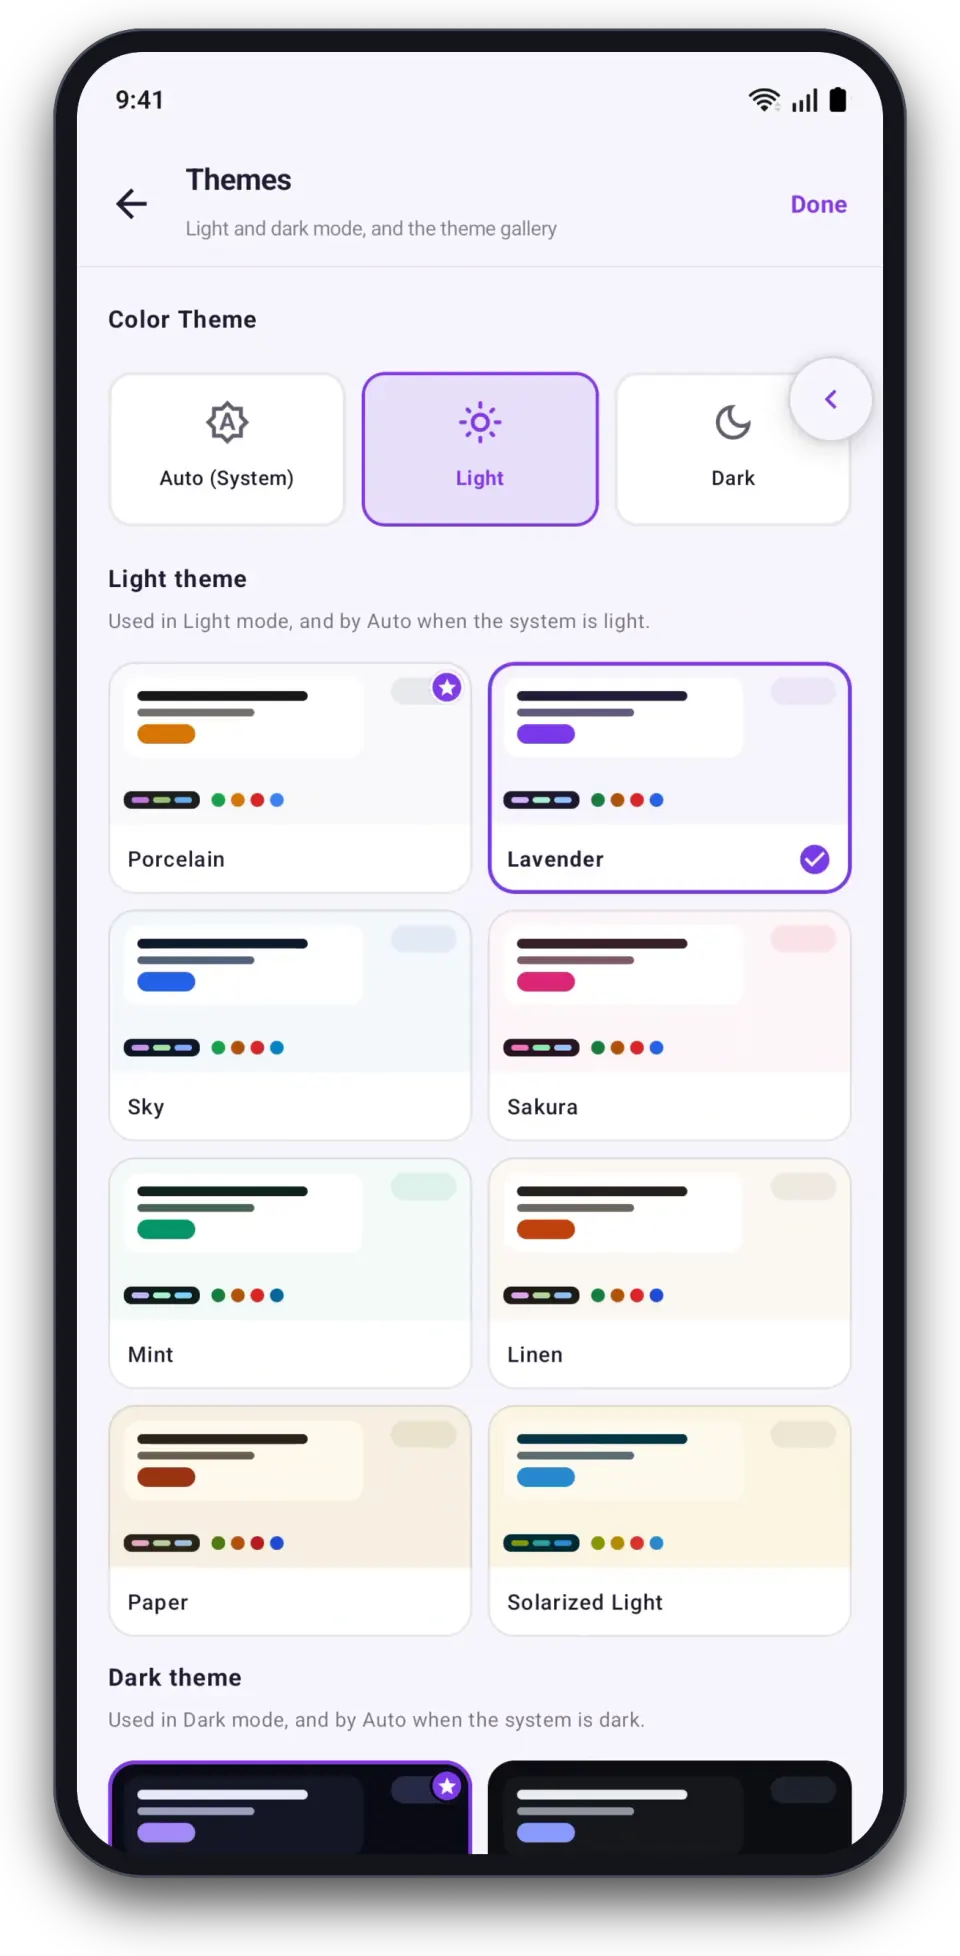 9:41
Themes
Light and dark mode, and the theme gallery
Done
Color Theme
Auto (System)
Light
Dark
Light theme
Used in Light mode, and by Auto when the system is light.
Porcelain
Lavender
Sky
Sakura
Mint
Linen
Paper
Solarized Light
Dark theme
Used in Dark mode, and by Auto when the system is dark.